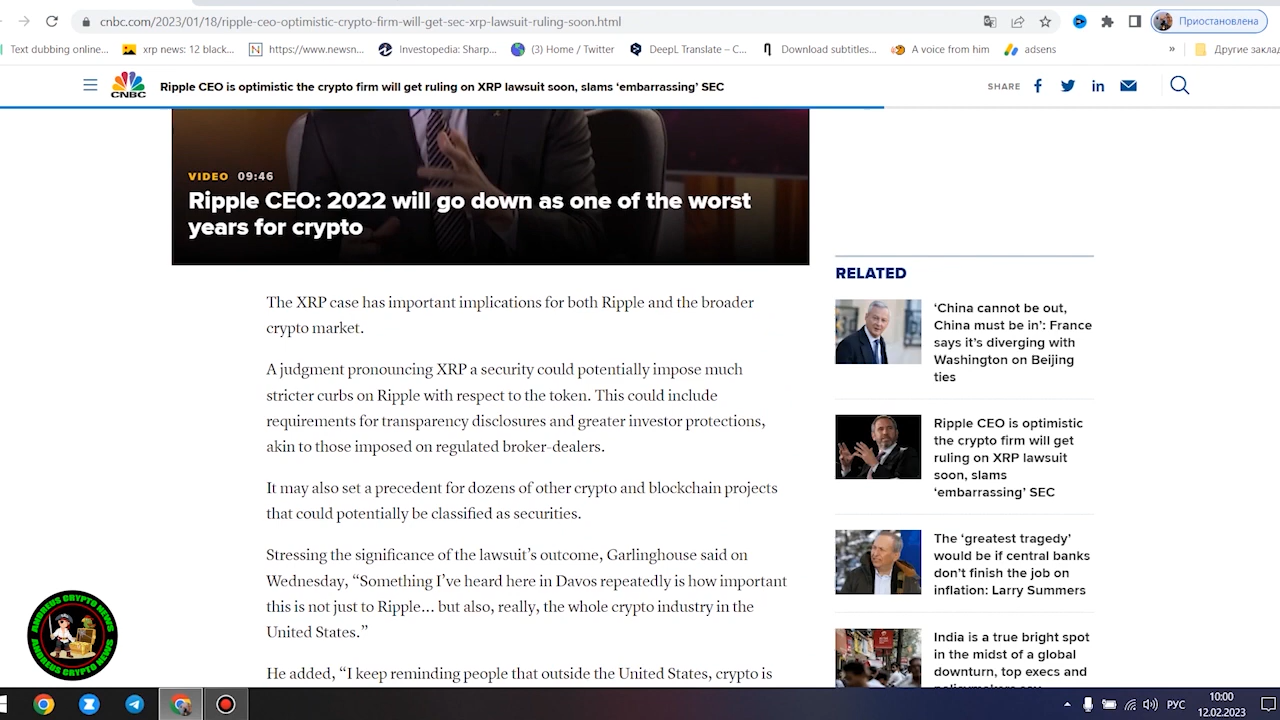 cnbc.com/2023/01/18/ripple-ceo-optimistic-crypto-firm-will-get-sec-xrp-lawsuit-ruling-soon.html
Приостановлена
Text dubbing online...
xrp news: 12 black...
https://www.newsn...
Investopedia: Sharp...
(3) Home / Twitter
DeepL Translate – C...
Download subtitles...
A voice from him
adsens
»
Другие закла
CNBC
Ripple CEO is optimistic the crypto firm will get ruling on XRP lawsuit soon, slams ‘embarrassing’ SEC
SHARE
VIDEO 09:46
Ripple CEO: 2022 will go down as one of the worst
years for crypto
The XRP case has important implications for both Ripple and the broader
crypto market.
A judgment pronouncing XRP a security could potentially impose much
stricter curbs on Ripple with respect to the token. This could include
requirements for transparency disclosures and greater investor protections,
akin to those imposed on regulated broker-dealers.
It may also set a precedent for dozens of other crypto and blockchain projects
that could potentially be classified as securities.
Stressing the significance of the lawsuit’s outcome, Garlinghouse said on
Wednesday, “Something I’ve heard here in Davos repeatedly is how important
this is not just to Ripple… but also, really, the whole crypto industry in the
United States.”
He added, “I keep reminding people that outside the United States, crypto is
RELATED
‘China cannot be out,
China must be in’: France
says it’s diverging with
Washington on Beijing
ties
Ripple CEO is optimistic
the crypto firm will get
ruling on XRP lawsuit
soon, slams
‘embarrassing’ SEC
The ‘greatest tragedy’
would be if central banks
don’t finish the job on
inflation: Larry Summers
India is a true bright spot
in the midst of a global
downturn, top execs and
ANDREUS CRYPTO NEWS
ANDREUS CRYPTO NEWS
РУС
10:00
12.02.2023